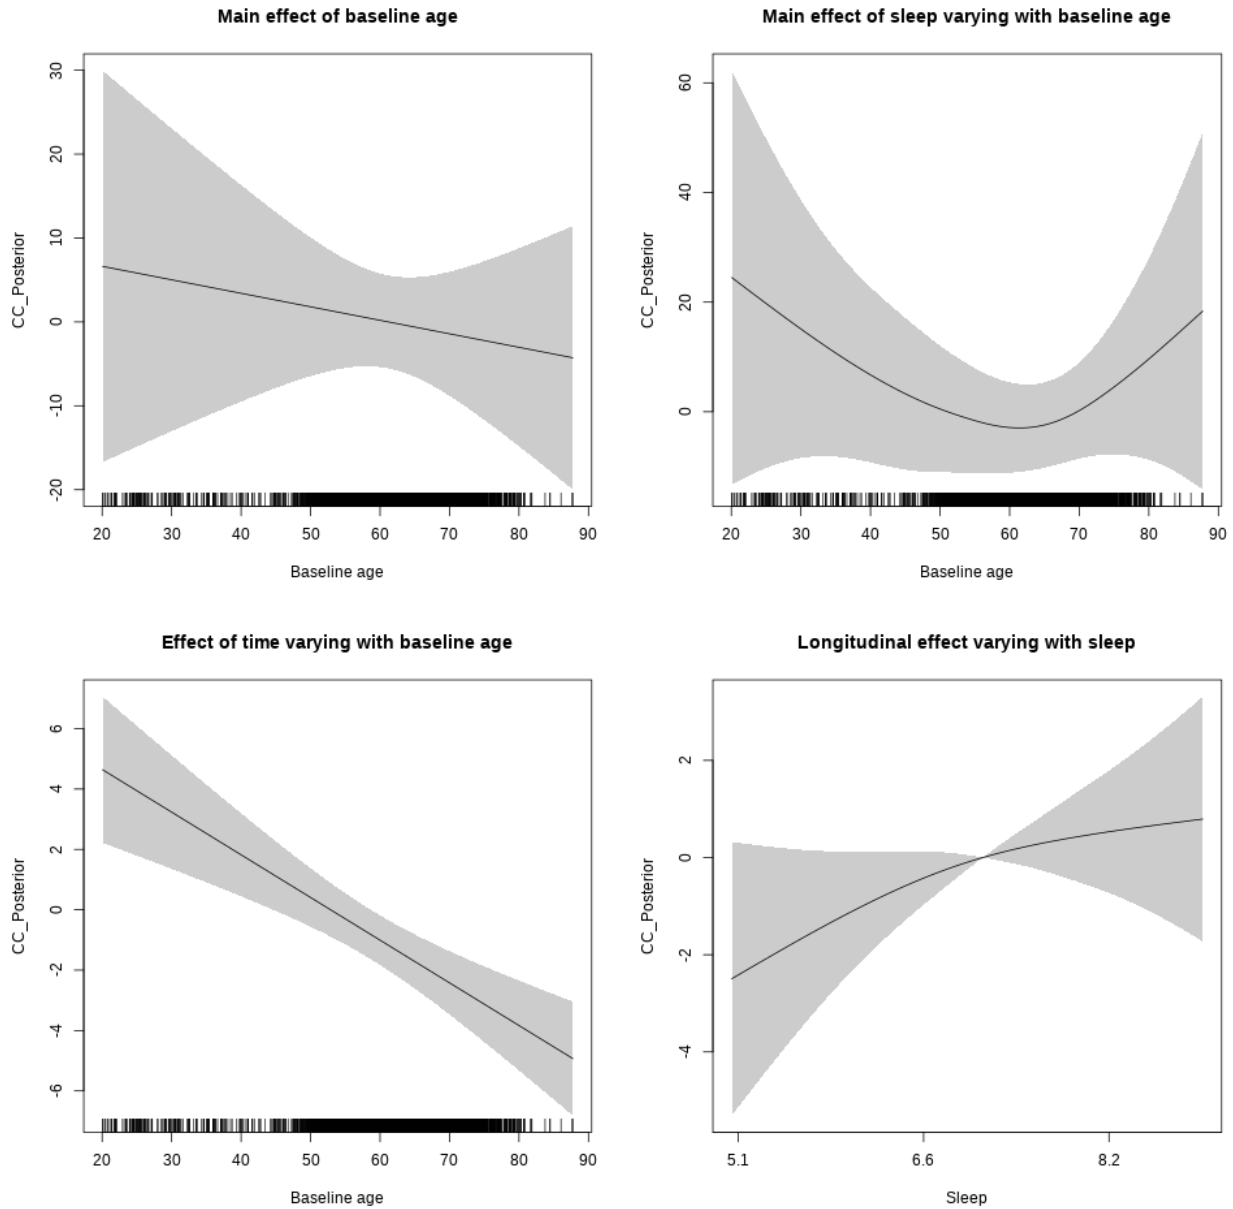 Main effect of baseline age
CC_Posterior
30
20
10
0
-10
-20
20 30 40 50 60 70 80 90
Baseline age
Main effect of sleep varying with baseline age
CC_Posterior
60
40
20
0
20 30 40 50 60 70 80 90
Baseline age
Effect of time varying with baseline age
CC_Posterior
6
4
2
0
-2
-4
-6
20 30 40 50 60 70 80 90
Baseline age
Longitudinal effect varying with sleep
CC_Posterior
2
0
-2
-4
5.1 6.6 8.2
Sleep